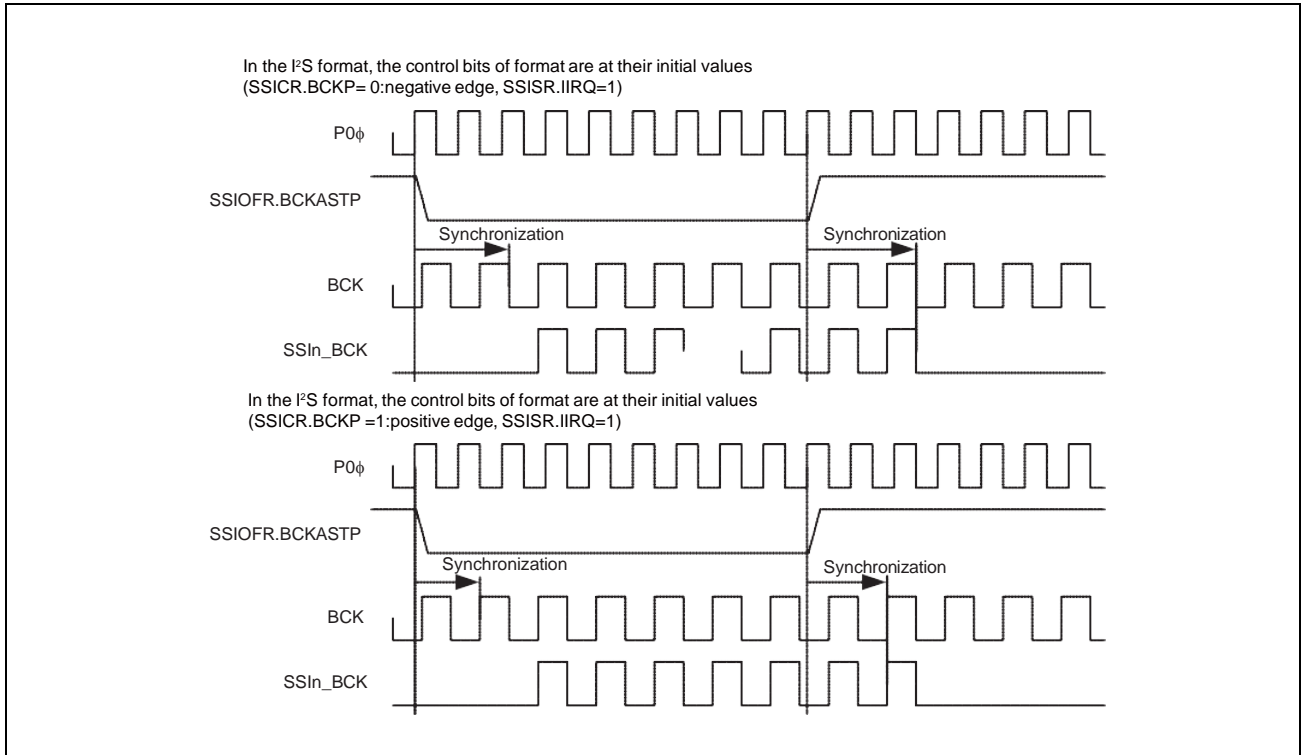 In the I²S format, the control bits of format are at their initial values
(SSICR.BCKP= 0:negative edge, SSISR.IIRQ=1)
P0ϕ
SSIOFR.BCKASTP
Synchronization Synchronization
BCK
SSIn_BCK
In the I²S format, the control bits of format are at their initial values
(SSICR.BCKP =1:positive edge, SSISR.IIRQ=1)
P0ϕ
SSIOFR.BCKASTP
Synchronization Synchronization
BCK
SSIn_BCK